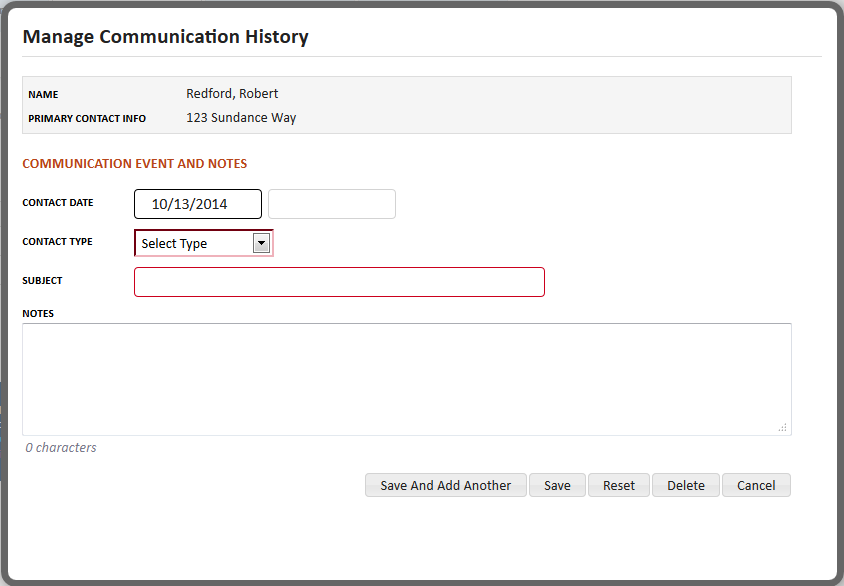 Manage Communication History
NAME Redford, Robert
PRIMARY CONTACT INFO 123 Sundance Way
COMMUNICATION EVENT AND NOTES
CONTACT DATE 10/13/2014
CONTACT TYPE Select Type
SUBJECT
NOTES
0 characters
Save And Add Another Save Reset Delete Cancel